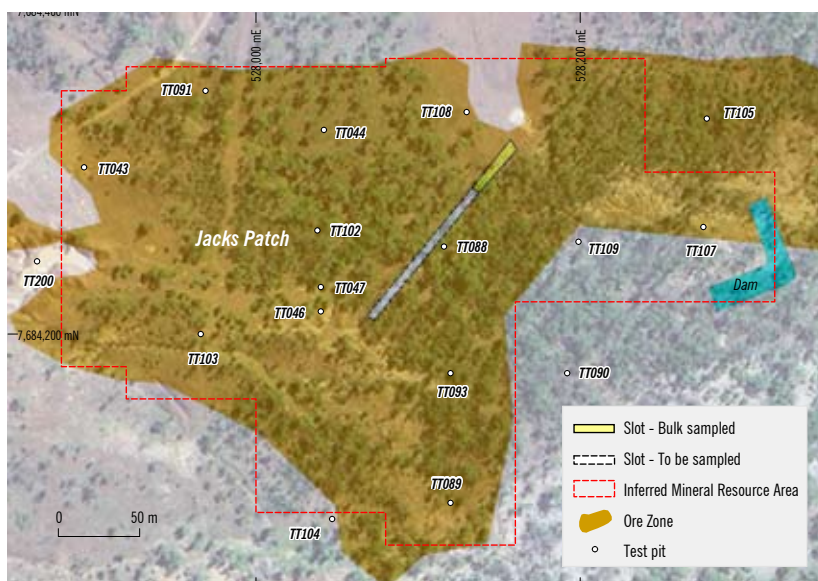 7,684,400 mN
528,000 mE
528,200 mE
TT091
TT108
TT105
TT044
TT043
TT102
Jacks Patch
TT088
TT109
TT107
TT200
TT047
Dam
TT046
7,684,200 mN
TT103
TT093
TT090
TT089
TT104
0 50 m
Slot - Bulk sampled
Slot - To be sampled
Inferred Mineral Resource Area
Ore Zone
Test pit